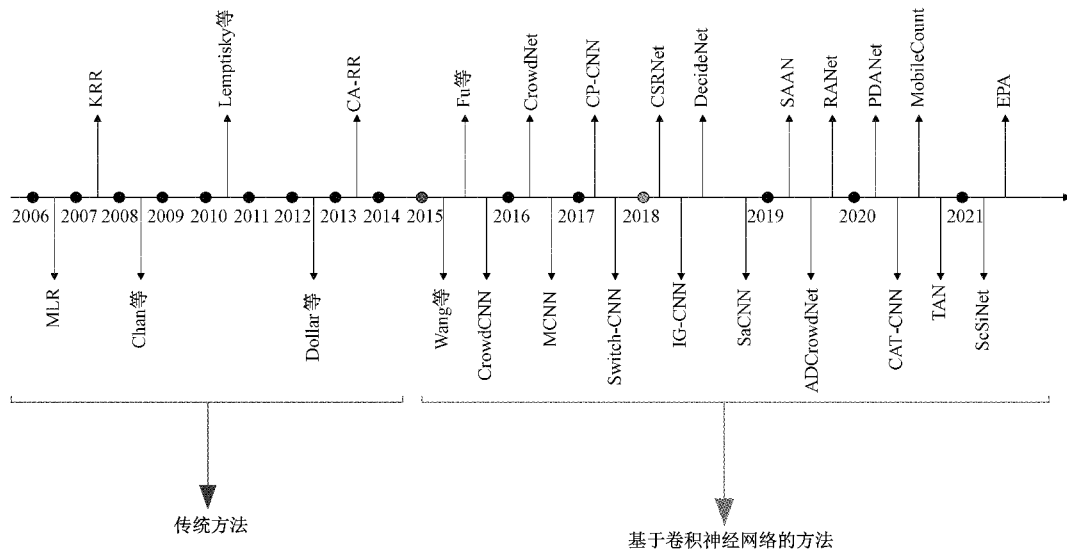 KRR
Lemptisky等
CA-RR
Fu等
CrowdNet
CP-CNN
CSRNet
DecideNet
SAAN
RANet
PDANet
MobileCount
EPA
2006
2007
2008
2009
2010
2011
2012
2013
2014
2015
2016
2017
2018
2019
2020
2021
MLR
Chan等
Dollar等
Wang等
CrowdCNN
MCNN
Switch-CNN
IG-CNN
SaCNN
ADCrowdNet
CAT-CNN
TAN
ScSiNet
传统方法
基于卷积神经网络的方法